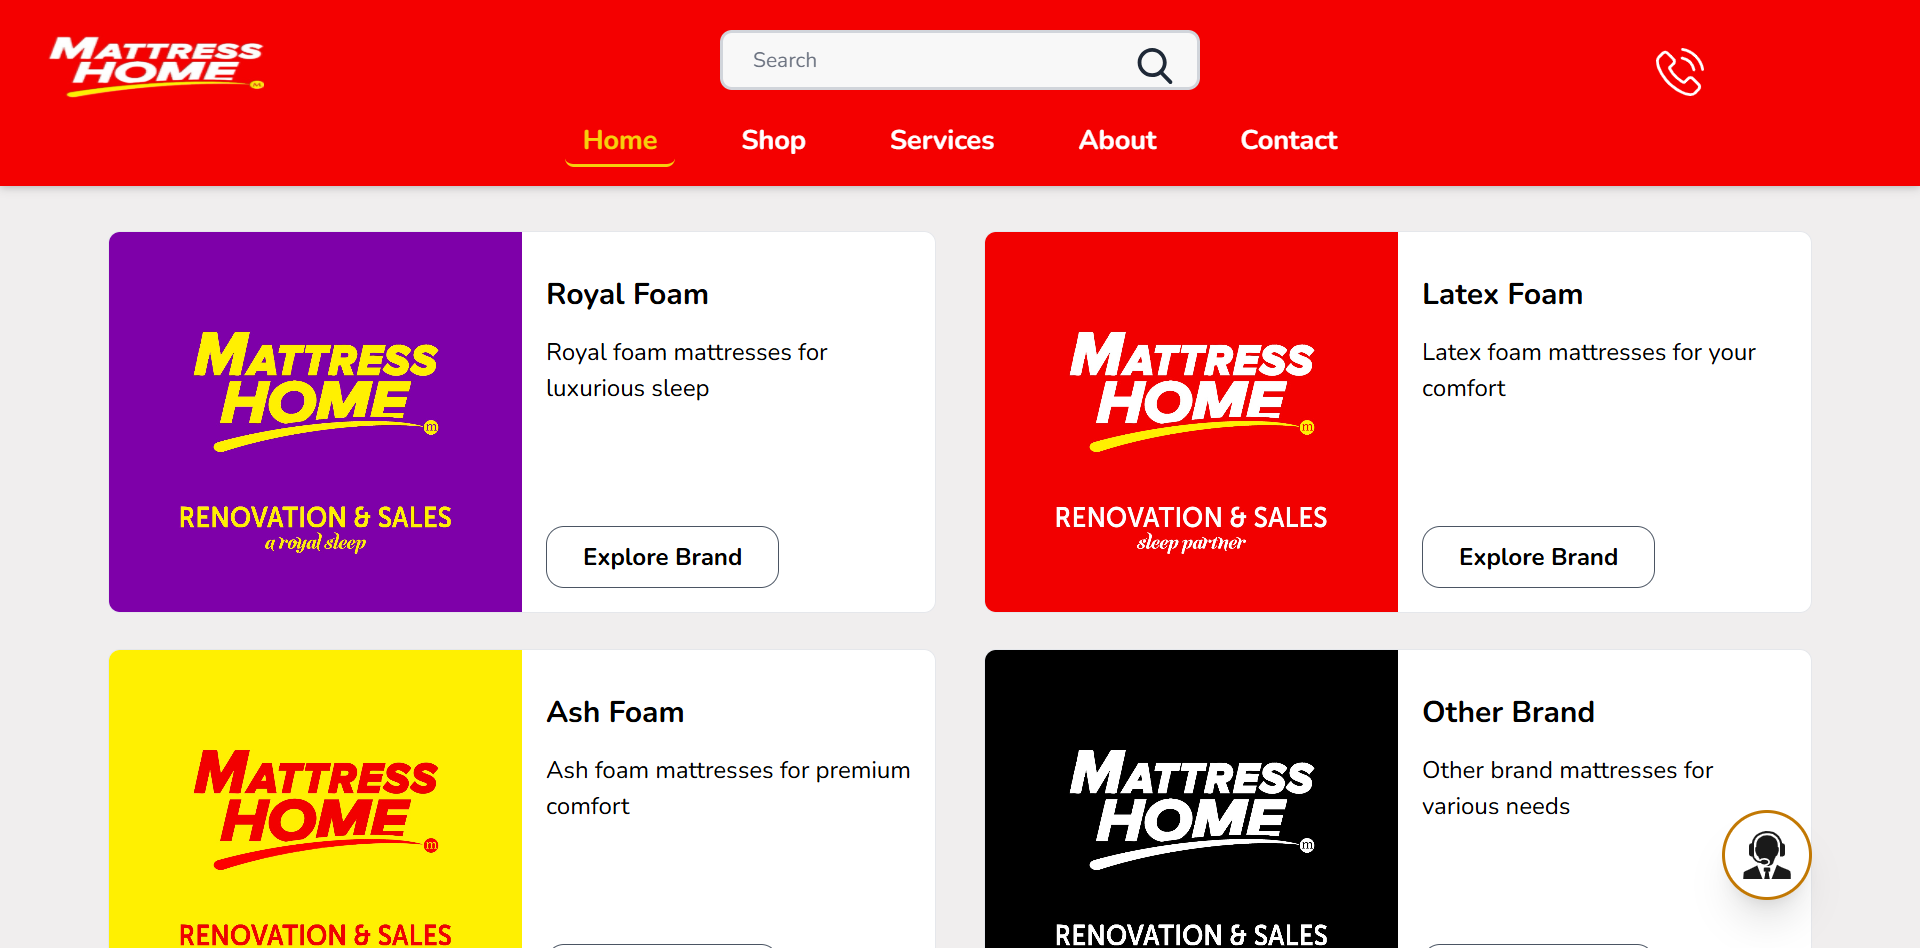 MATTRESS
HOME
Search
Home
Shop
Services
About
Contact
MATTRESS
HOME
m
RENOVATION & SALES
a royal sleep
Royal Foam
Royal foam mattresses for
luxurious sleep
Explore Brand
MATTRESS
HOME
m
RENOVATION & SALES
sleep partner
Latex Foam
Latex foam mattresses for your
comfort
Explore Brand
MATTRESS
HOME
m
RENOVATION & SALES
Ash Foam
Ash foam mattresses for premium
comfort
MATTRESS
HOME
m
RENOVATION & SALES
Other Brand
Other brand mattresses for
various needs